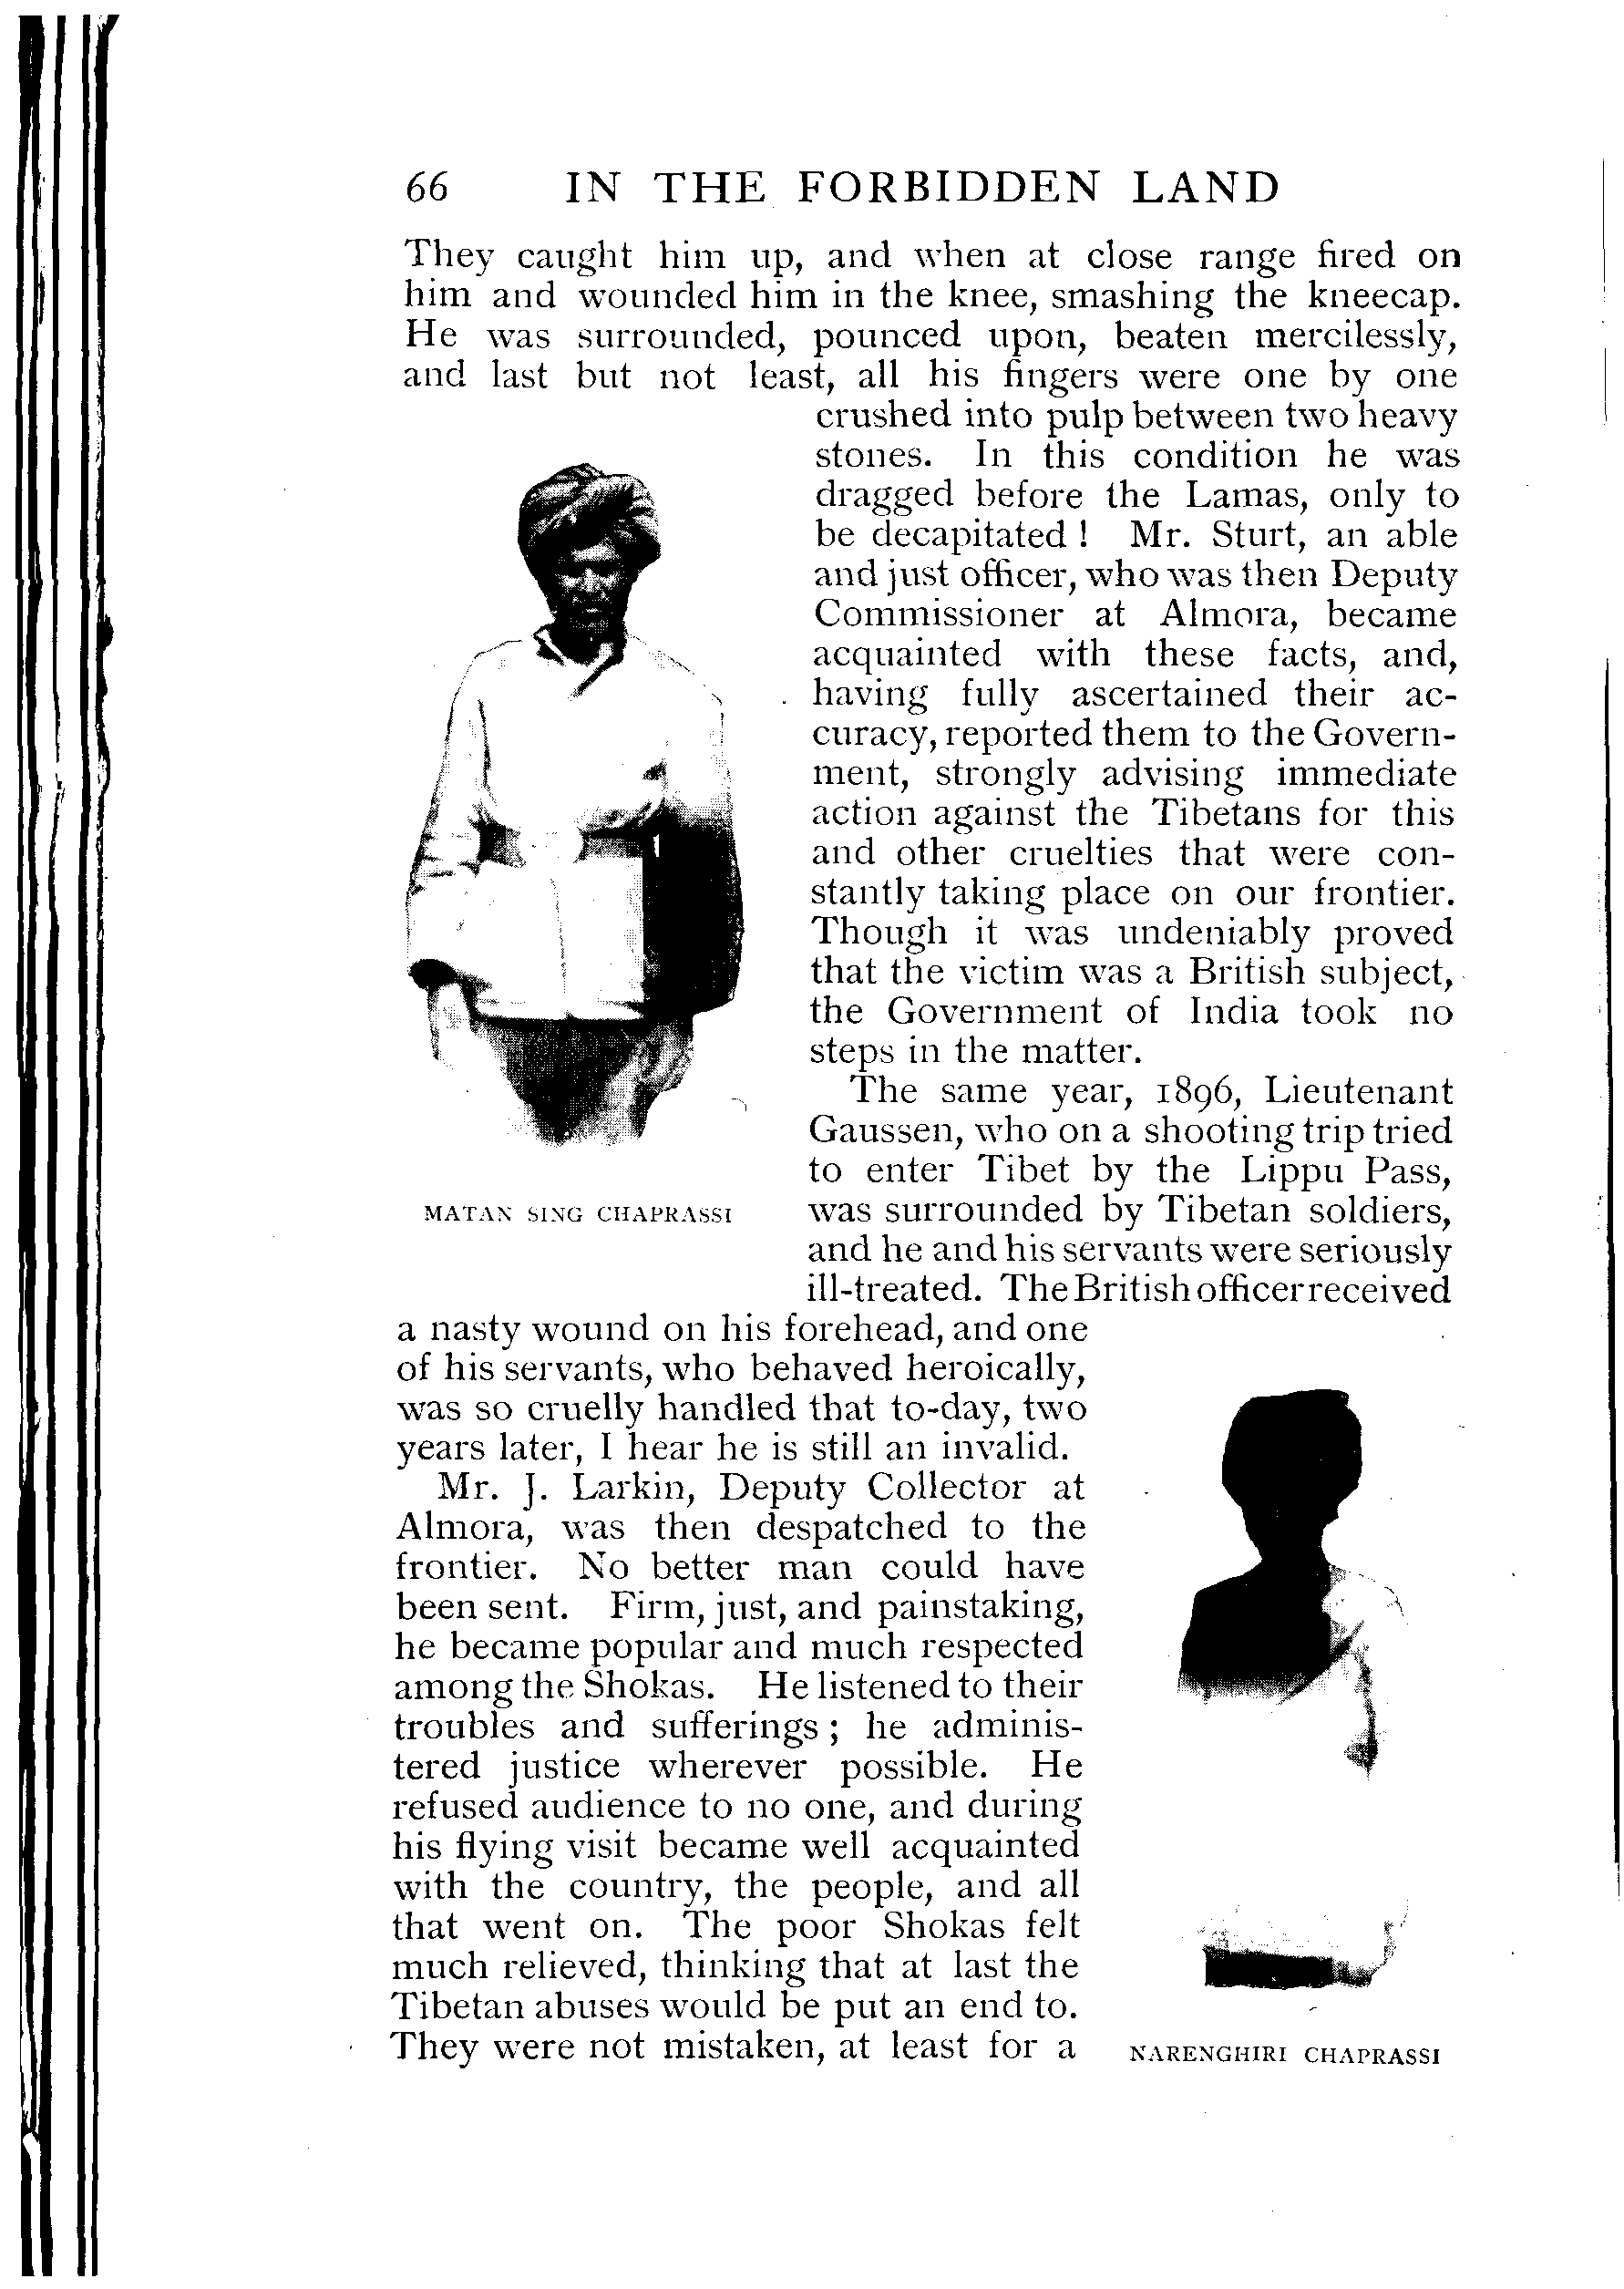 66 IN THE FORBIDDEN LAND
They caught him up, and when at close range fired on
him and wounded him in the knee, smashing the kneecap.
He was surrounded, pounced upon, beaten mercilessly,
and last but not least, all his fingers were one by one
crushed into pulp between two heavy
stones. In this condition he was
dragged before the Lamas, only to
be decapitated ! Mr. Sturt, an able
and just officer, who was then Deputy
Commissioner at Almora, became
acquainted with these facts, and,
having fully ascertained their ac-
curacy, reported them to the Govern-
ment, strongly advising immediate
action against the Tibetans for this
and other cruelties that were con-
stantly taking place on our frontier.
Though it was undeniably proved
that the victim was a British subject,
the Government of India took no
steps in the matter.
The same year, 1896, Lieutenant
Gaussen, who on a shooting trip tried
to enter Tibet by the Lippu Pass,
was surrounded by Tibetan soldiers,
and he and his servants were seriously
ill-treated. The British officer received
MATAN SING CHAPRASSI
a nasty wound on his forehead, and one
of his servants, who behaved heroically,
was so cruelly handled that to-day, two
years later, I hear he is still an invalid.
Mr. J. Larkin, Deputy Collector at
Almora, was then despatched to the
frontier. No better man could have
been sent. Firm, just, and painstaking,
he became popular and much respected
among the Shokas. He listened to their
troubles and sufferings ; he adminis-
tered justice wherever possible. He
refused audience to no one, and during
his flying visit became well acquainted
with the country, the people, and all
that went on. The poor Shokas felt
much relieved, thinking that at last the
Tibetan abuses would be put an end to.
They were not mistaken, at least for a
NARENGHIRI CHAPRASSI